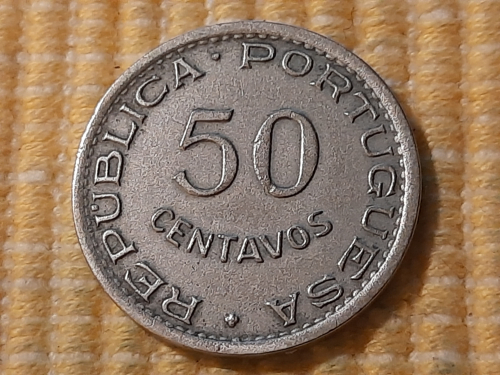 REPÚBLICA · PORTUGUESA
50
CENTAVOS